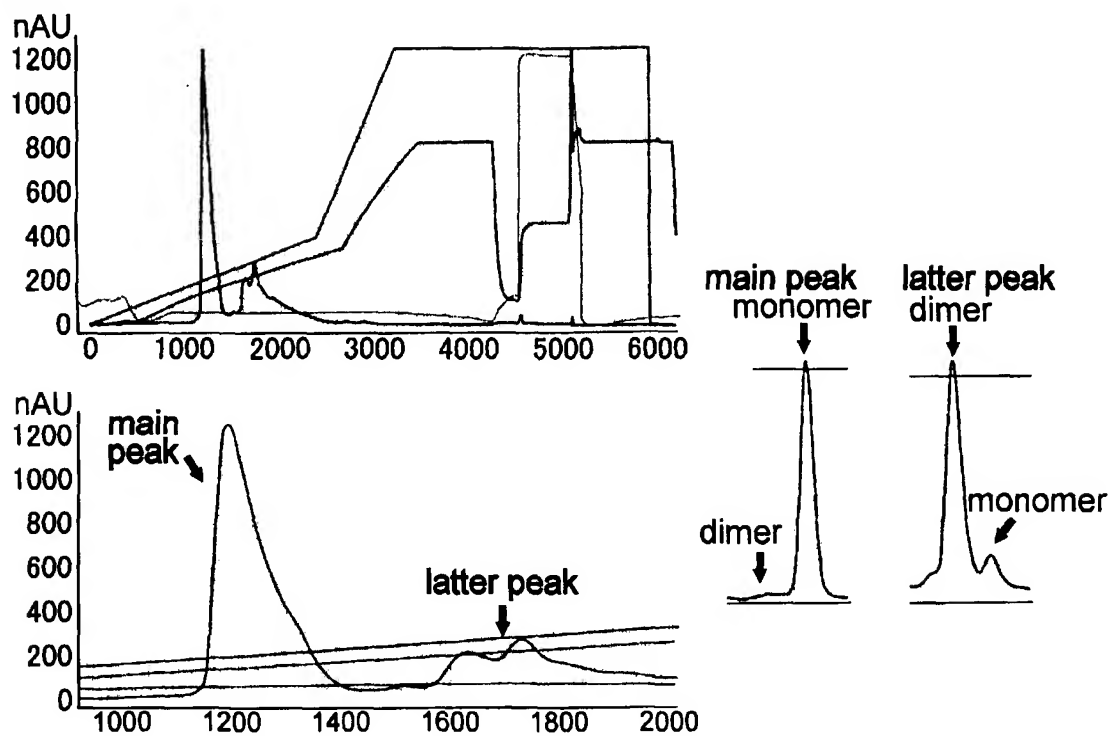 nAU
1200
1000
800
600
400
200
0
0 1000 2000 3000 4000 5000 6000
nAU
1200
1000
800
600
400
200
0
1000 1200 1400 1600 1800 2000
main
peak
latter peak
main peak
monomer
dimer
latter peak
dimer
monomer